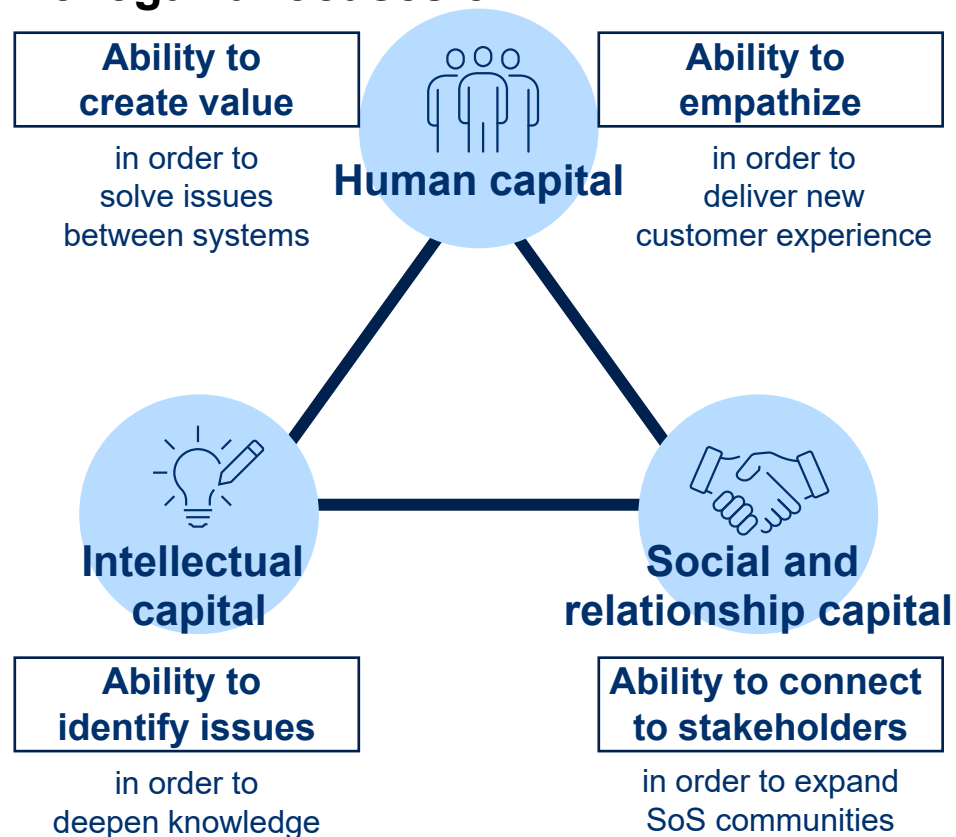 Ability to
create value
in order to
solve issues
between systems
Human capital
Ability to
empathize
in order to
deliver new
customer experience
Intellectual
capital
Ability to
identify issues
in order to
deepen knowledge
Social and
relationship capital
Ability to connect
to stakeholders
in order to expand
SoS communities